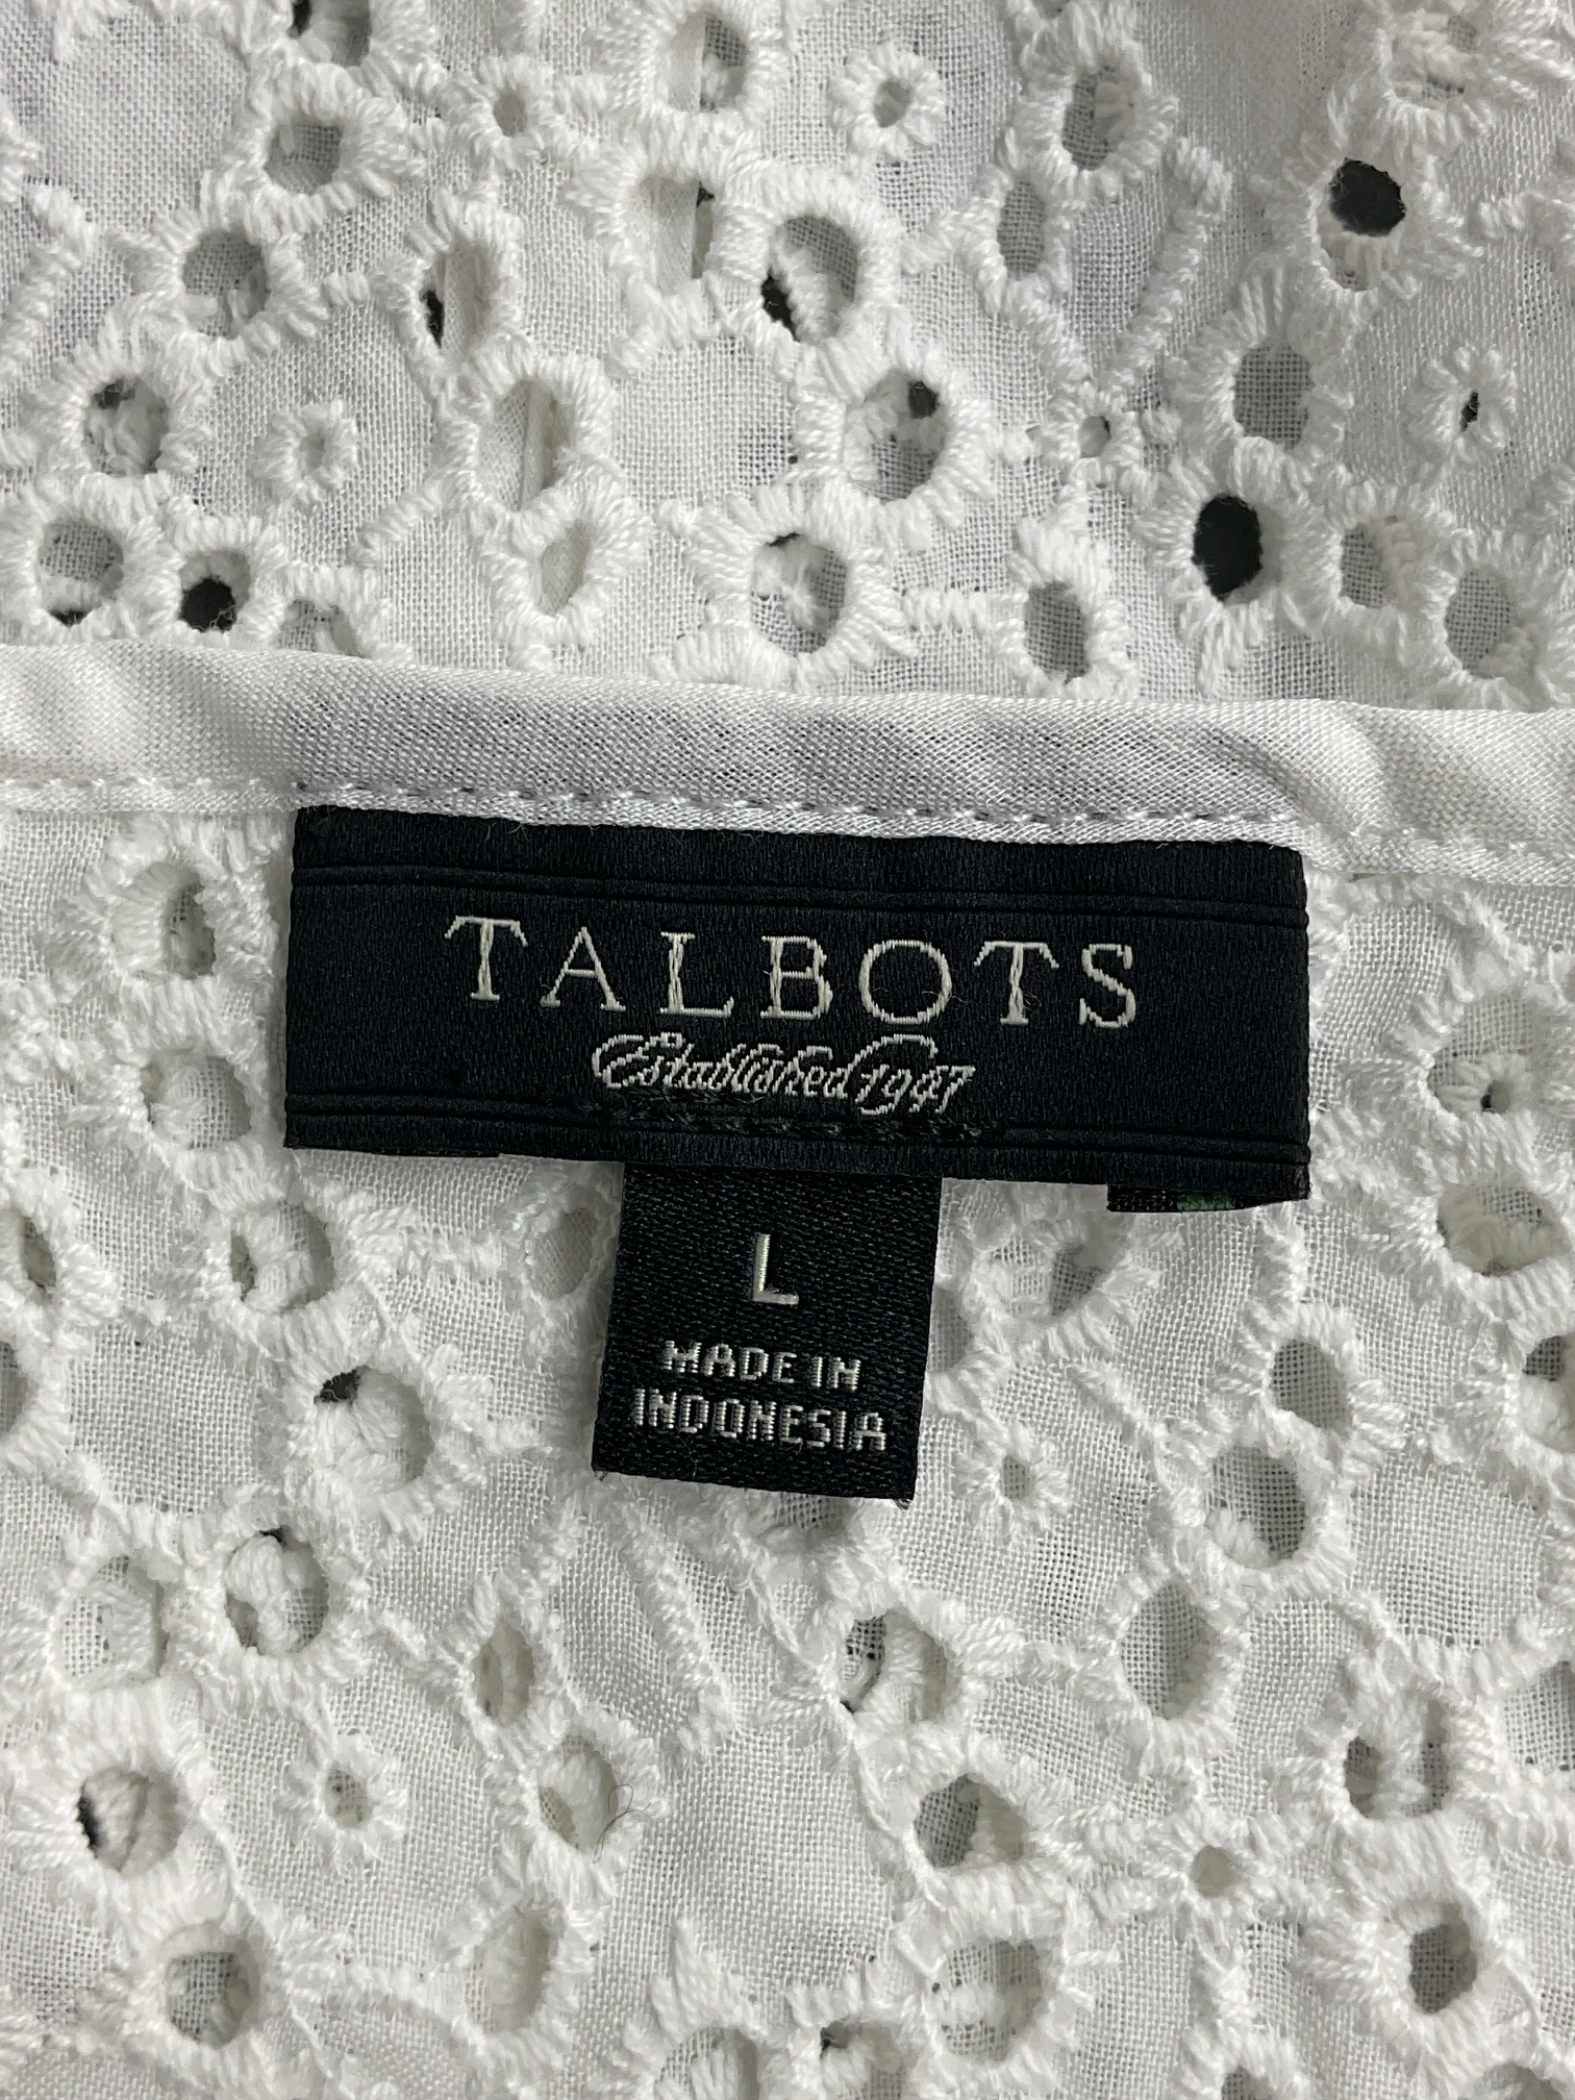 TALBOTS
Established 1947
L
MADE IN
INDONESIA